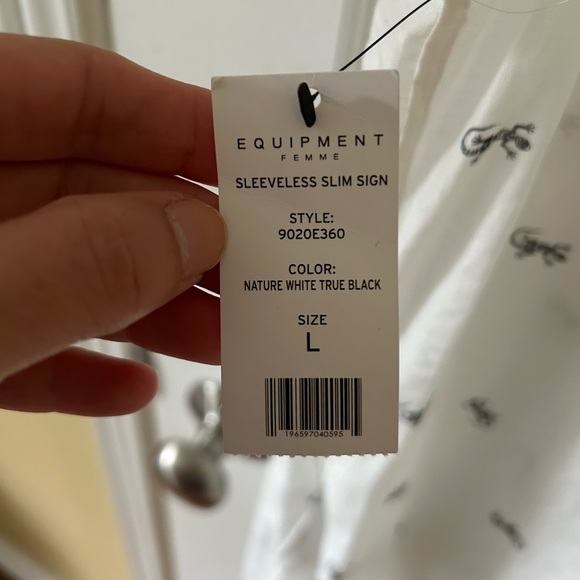 EQUIPMENT
FEMME
SLEEVELESS SLIM SIGN
STYLE:
9020E360
COLOR:
NATURE WHITE TRUE BLACK
SIZE
L
196597040595